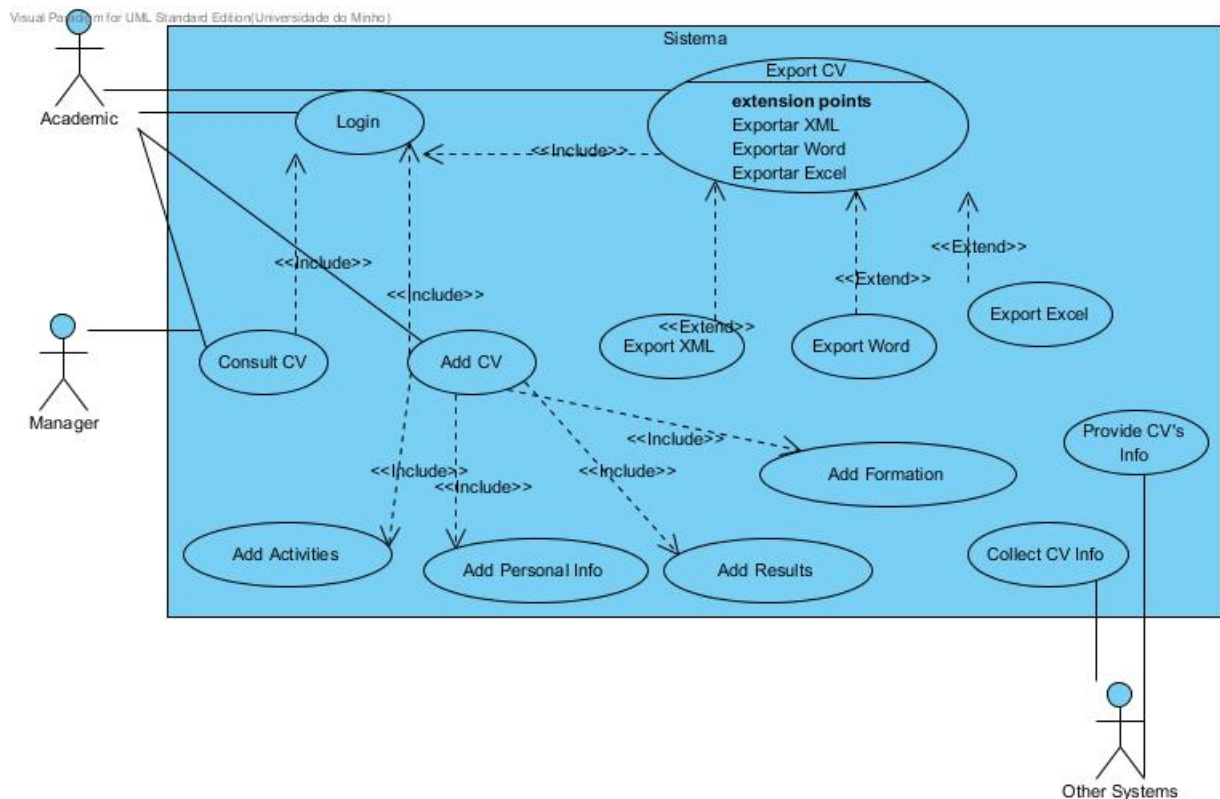 Visual Paradigm for UML Standard Edition(Universidade do Minho)
Sistema
Export CV
extension points
Exportar XML
Exportar Word
Exportar Excel
Academic
Login
<<Include>>
<<Extend>>
<<Include>>
<<Extend>>
<<Include>>
Export Excel
<<Extend>>
Export XML
Export Word
Consult CV
Add CV
Manager
Provide CV's
Info
<<Include>>
<<Include>>
<<Include>>
<<Include>>
Add Formation
Add Activities
Add Personal Info
Add Results
Collect CV Info
Other Systems